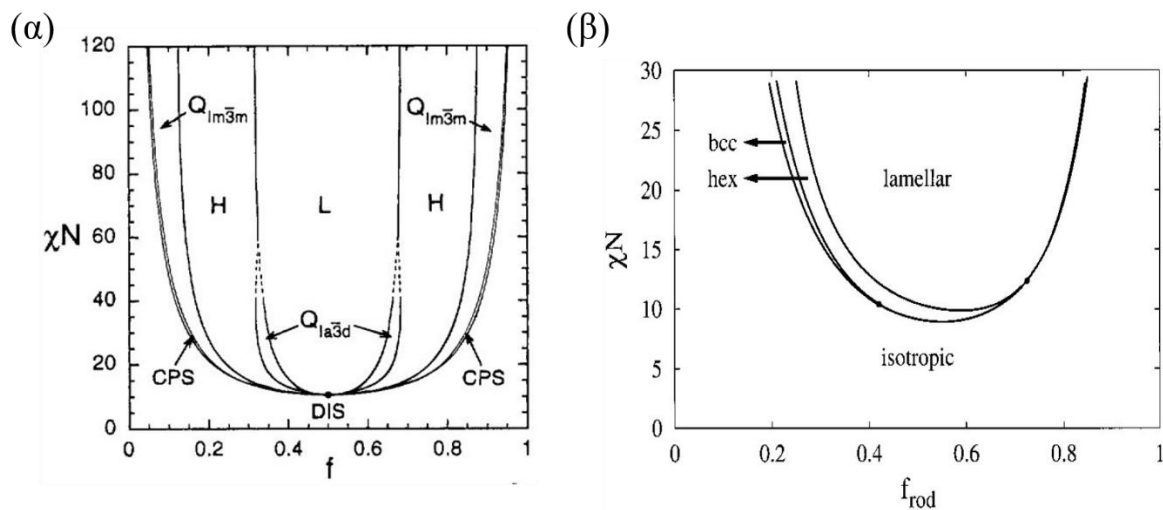 (α)
120
100
80
60
40
20
0
χN
Q_{Im3̄m}
Q_{Im3̄m}
H
L
H
Q_{Ia3̄d}
CPS
CPS
DIS
0 0.2 0.4 0.6 0.8 1
f
(β)
30
25
20
15
10
5
0
χN
bcc
hex
lamellar
isotropic
0 0.2 0.4 0.6 0.8 1
f_{rod}